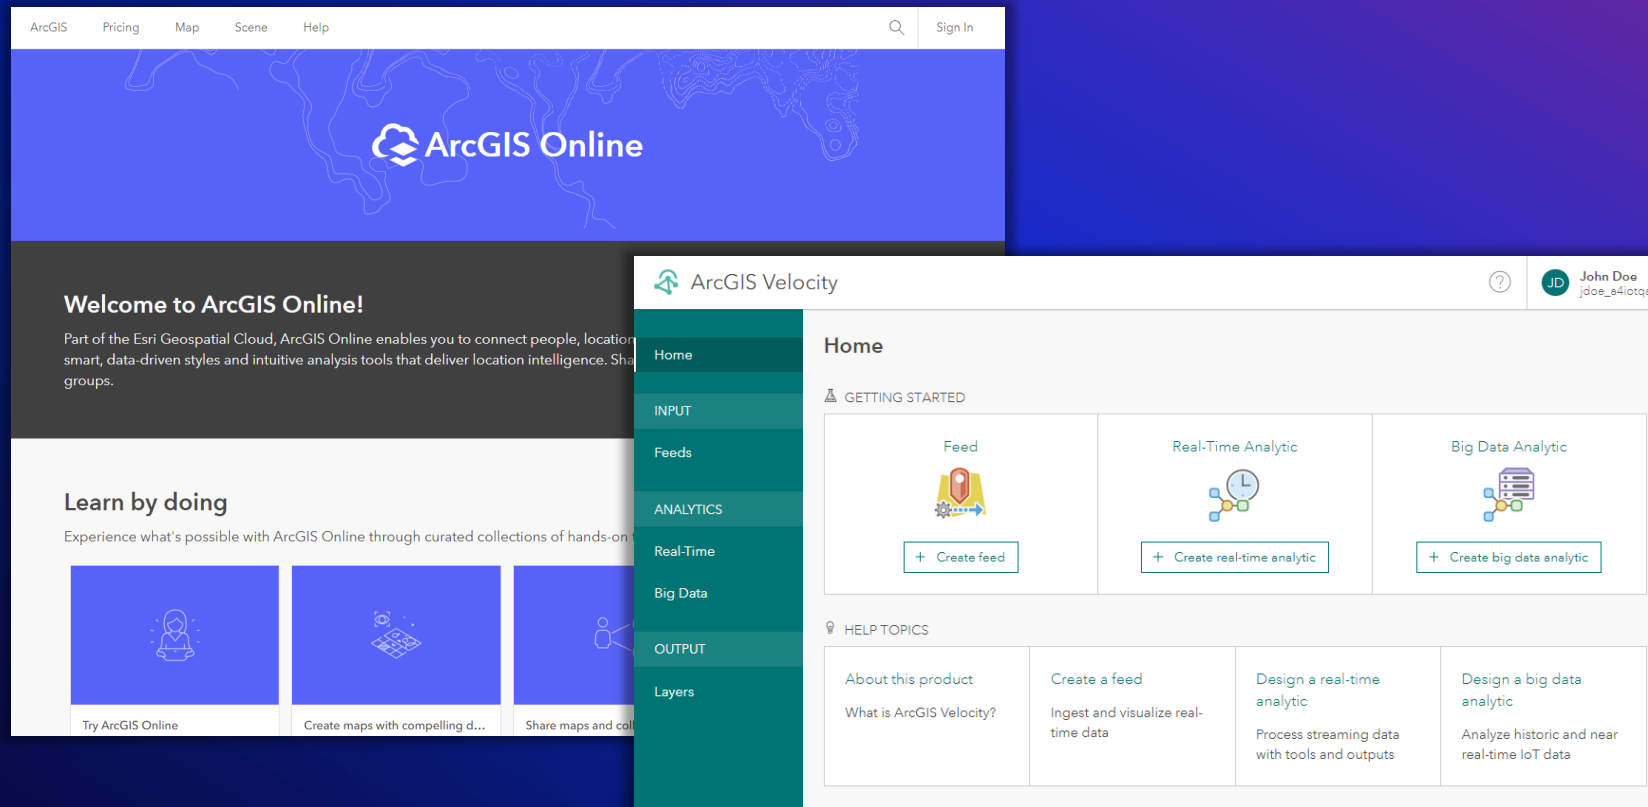 ArcGIS
Pricing
Map
Scene
Help
Sign In
ArcGIS Online
Welcome to ArcGIS Online!
Part of the Esri Geospatial Cloud, ArcGIS Online enables you to connect people, location
smart, data-driven styles and intuitive analysis tools that deliver location intelligence. Sha
groups.
Learn by doing
Experience what's possible with ArcGIS Online through curated collections of hands-on
Try ArcGIS Online
Create maps with compelling d...
Share maps and coll
ArcGIS Velocity
?
JD
John Doe
jdoe_a4iotqa
Home
INPUT
Feeds
ANALYTICS
Real-Time
Big Data
OUTPUT
Layers
Home
GETTING STARTED
Feed
+ Create feed
Real-Time Analytic
+ Create real-time analytic
Big Data Analytic
+ Create big data analytic
HELP TOPICS
About this product
What is ArcGIS Velocity?
Create a feed
Ingest and visualize real-
time data
Design a real-time
analytic
Process streaming data
with tools and outputs
Design a big data
analytic
Analyze historic and near
real-time IoT data